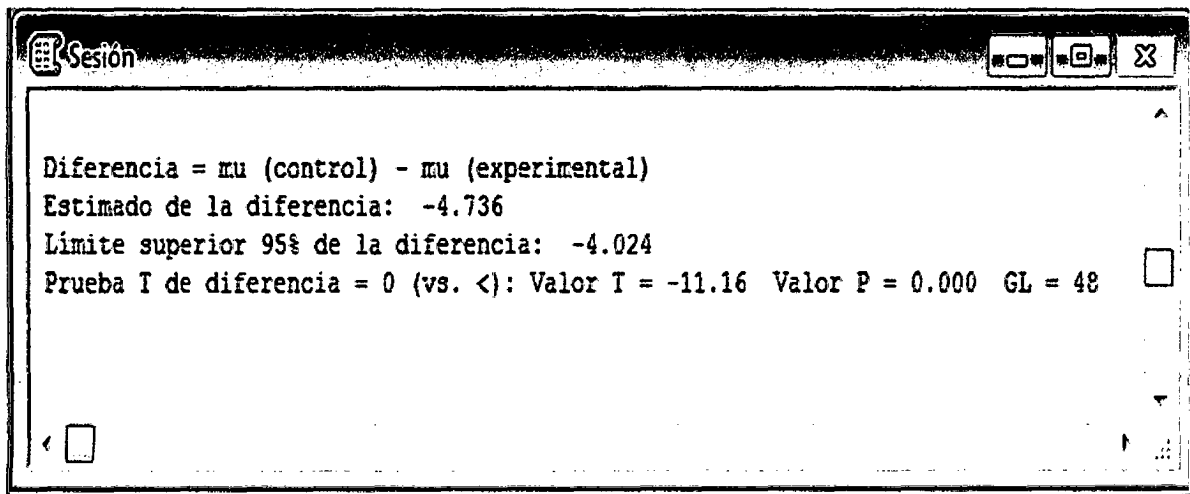 Sesión
Diferencia = mu (control) - mu (experimental)
Estimado de la diferencia: -4.736
Límite superior 95% de la diferencia: -4.024
Prueba T de diferencia = 0 (vs. <): Valor T = -11.16 Valor P = 0.000 GL = 48